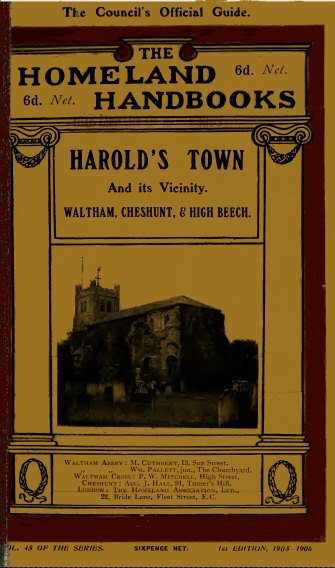 The Council's Official Guide.
THE
HOMELAND 6d. Net.
6d. Net. HANDBOOKS
HAROLD'S TOWN
And its Vicinity.
WALTHAM, CHESHUNT, & HIGH BEECH.
WALTHAM ABBEY: M. CUTHBERT, 13, Sun Street.
„ WM. PALLETT, jun., The Churchyard.
WALTHAM CROSS: P. W. MITCHELL, High Street.
CHESHUNT: AUG. J. HALL, 91, Turner's Hill.
LONDON: THE HOMELAND ASSOCIATION, LTD.,
22, Bride Lane, Fleet Street, E.C.
VOL. 45 OF THE SERIES. SIXPENCE NET. 1st EDITION, 1905-1906